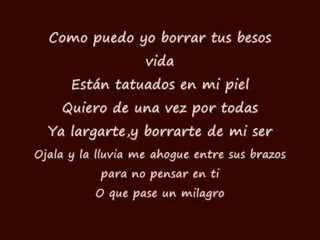 Como puedo yo borrar tus besos
vida
Están tatuados en mi piel
Quiero de una vez por todas
Ya largarte,y borrarte de mi ser
Ojala y la lluvia me ahogue entre sus brazos
para no pensar en ti
O que pase un milagro